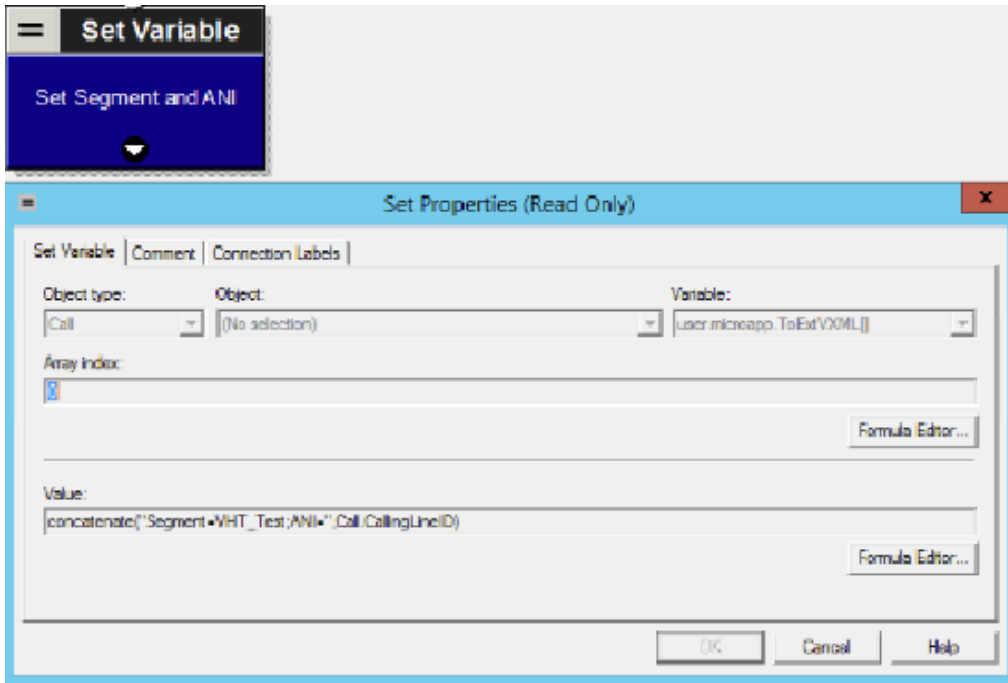 Set Variable
Set Segment and ANI
Set Properties (Read Only)
x
Set Variable Comment Connection Labels
Object type: Object: Variable:
Call (No selection) user.microapp.ToExtVXML[]
Array index:
0
Formula Editor...
Value:
concatenate("Segment=VHT_Test;ANI=",Call.CallingLineID)
Formula Editor...
OK Cancel Help